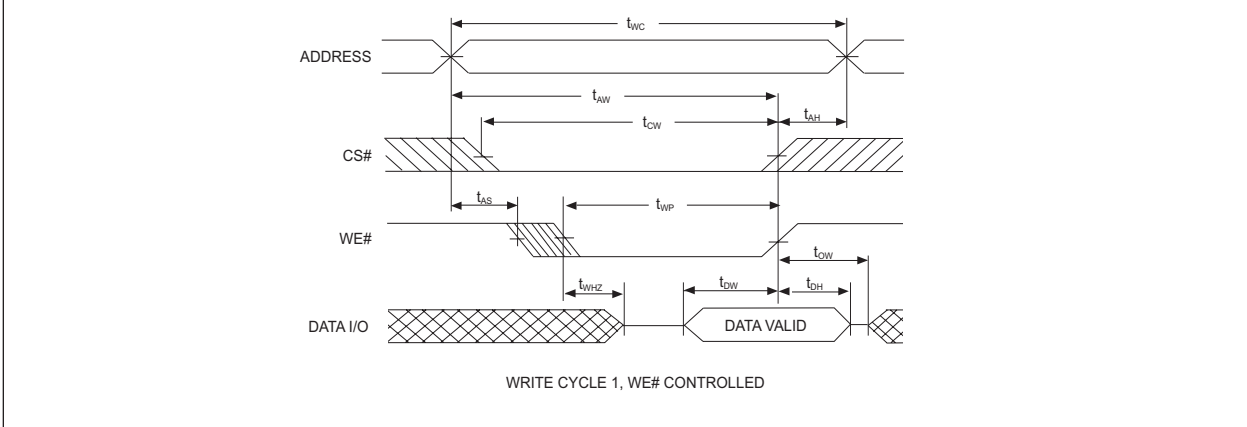 tWC
ADDRESS
tAW
tCW
tAH
CS#
tAS
tWP
WE#
tOW
tWHZ
tDW
tDH
DATA I/O
DATA VALID
WRITE CYCLE 1, WE# CONTROLLED